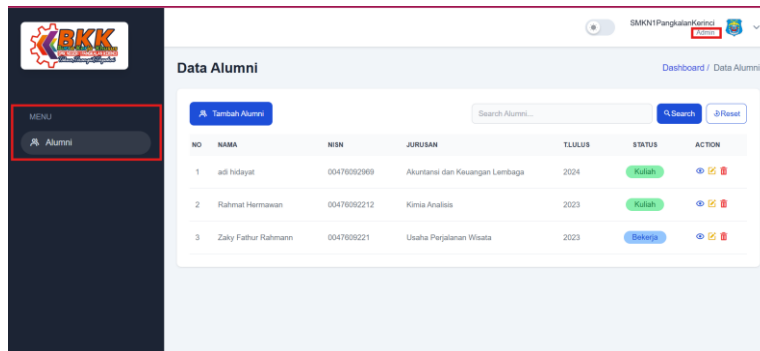 BKK
SMKN1PangkalanKerinci
Admin
Data Alumni
Dashboard / Data Alumni
MENU
Alumni
Tambah Alumni
Search Alumni...
Search
Reset
NO NAMA NISN JURUSAN T.LULUS STATUS ACTION
1 adi hidayat 00476092969 Akuntansi dan Keuangan Lembaga 2024 Kuliah
2 Rahmat Hermawan 00476092212 Kimia Analisis 2023 Kuliah
3 Zaky Fathur Rahmann 0047609221 Usaha Perjalanan Wisata 2023 Bekerja